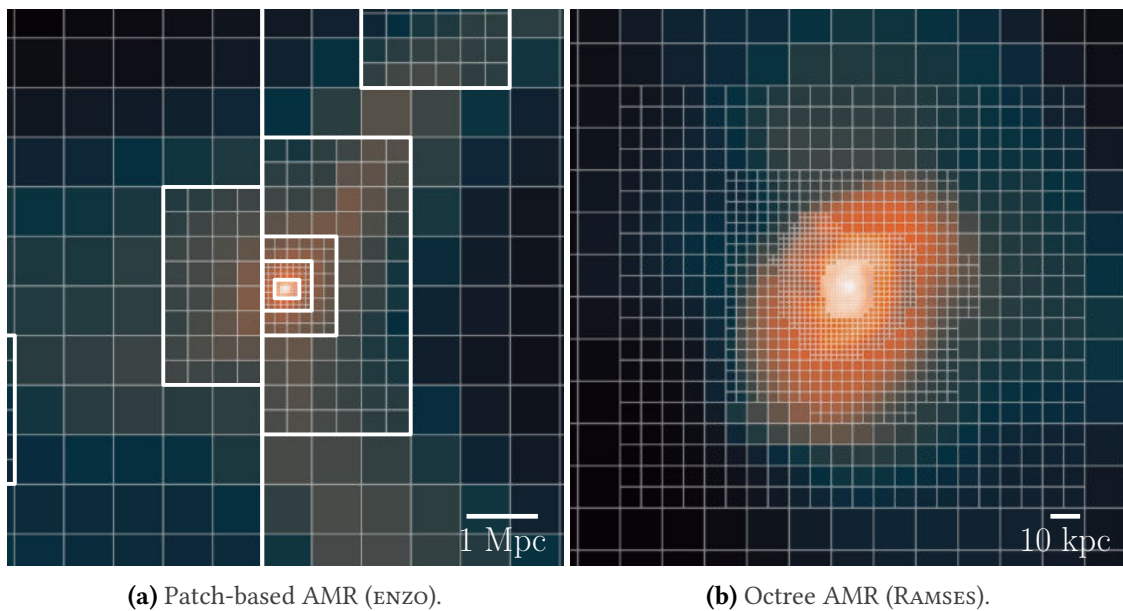 1 Mpc
10 kpc
(a) Patch-based AMR (ENZO).
(b) Octree AMR (RAMSES).